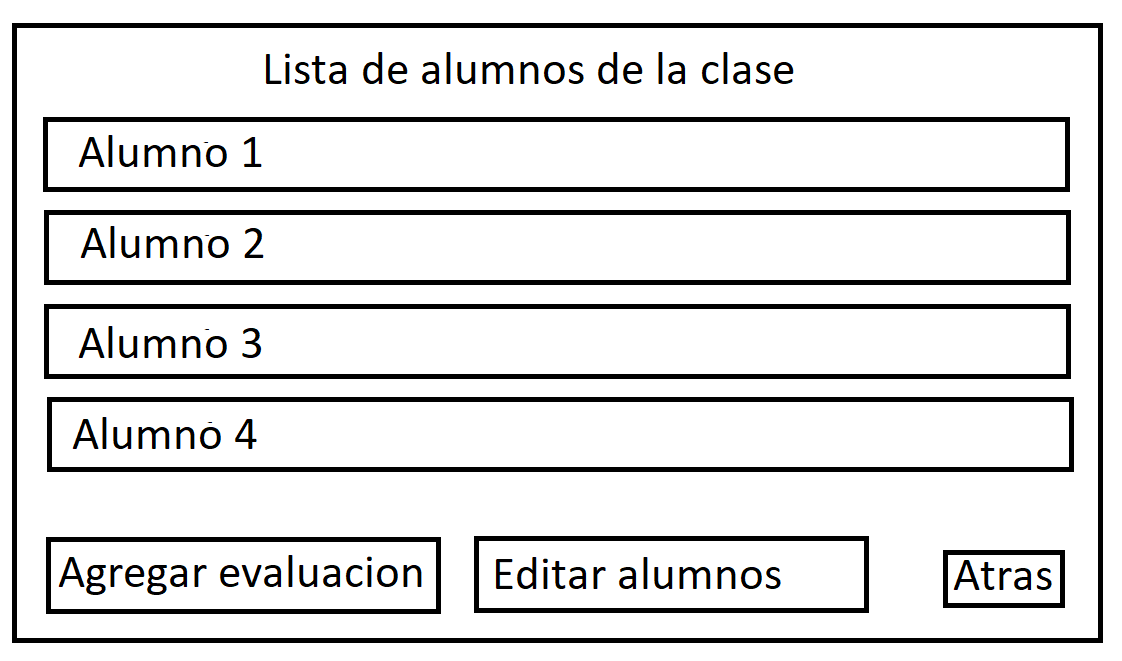 Lista de alumnos de la clase
Alumno 1
Alumno 2
Alumno 3
Alumno 4
Agregar evaluacion
Editar alumnos
Atras